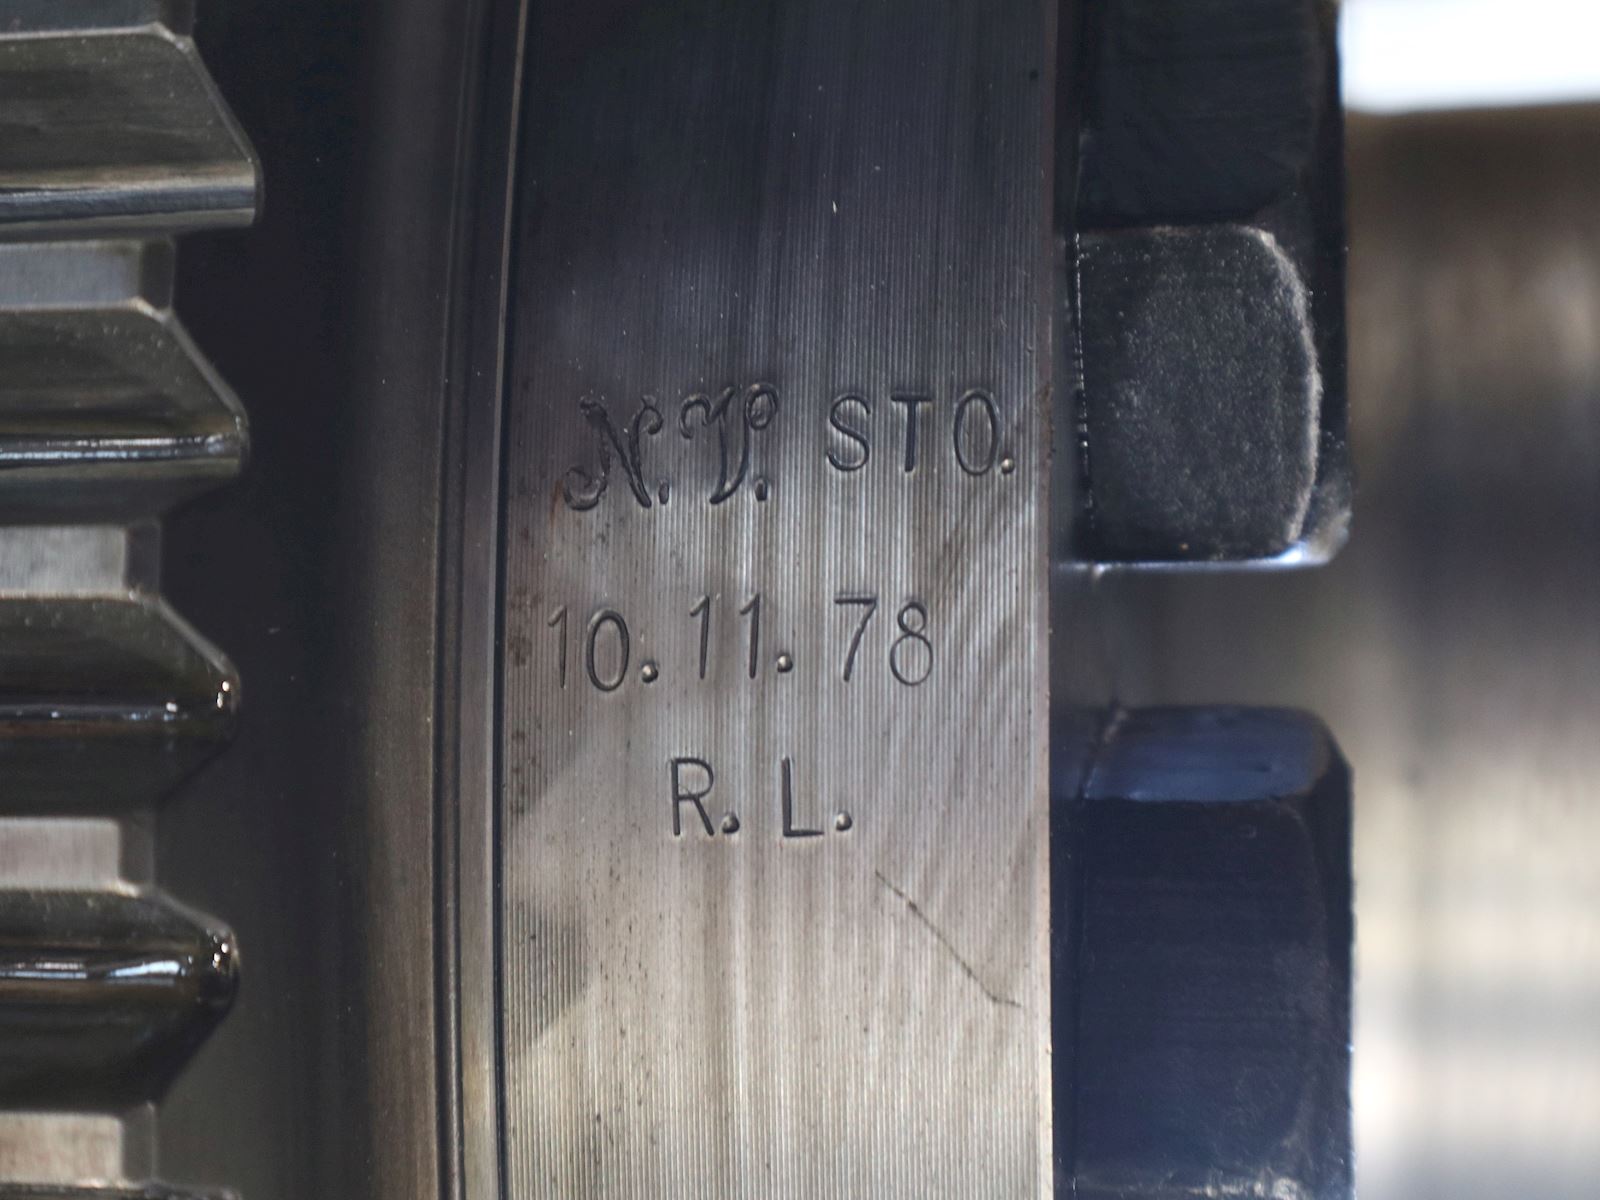 N.V. STO.
10.11.78
R. L.